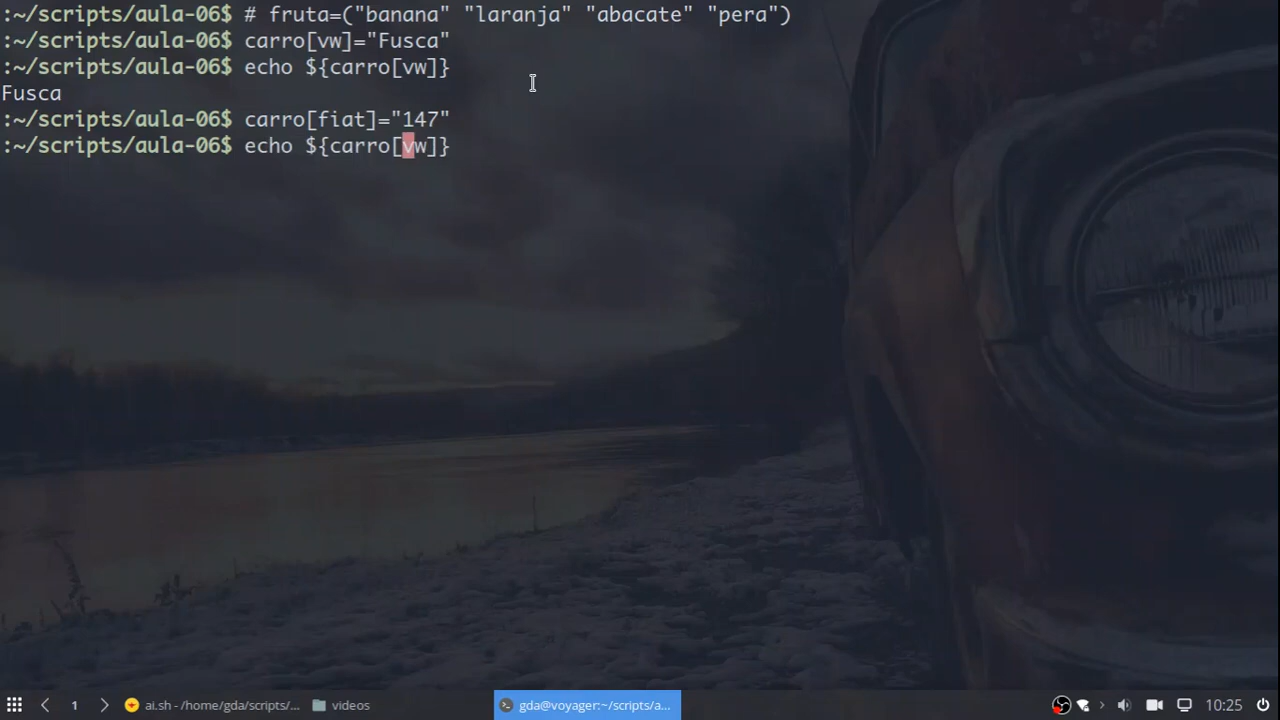 :~/scripts/aula-06$ # fruta=("banana" "laranja" "abacate" "pera")
:~/scripts/aula-06$ carro[vw]="Fusca"
:~/scripts/aula-06$ echo ${carro[vw]}
Fusca
:~/scripts/aula-06$ carro[fiat]="147"
:~/scripts/aula-06$ echo ${carro[vw]}
1 ai.sh - /home/gda/scripts/... videos gda@voyager:~/scripts/a... 10:25